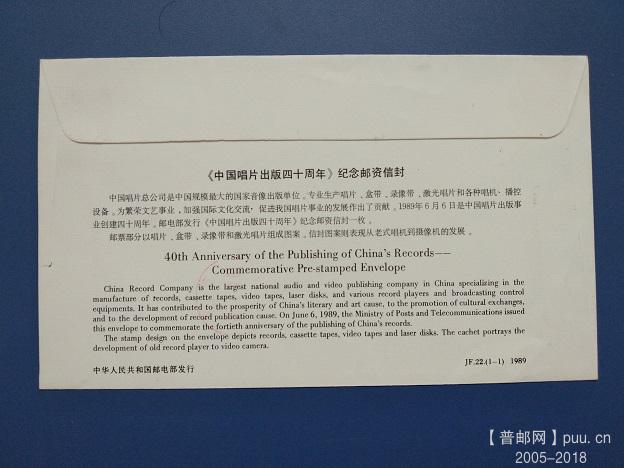 《中国唱片出版四十周年》纪念邮资信封
中国唱片总公司是中国规模最大的国家音像出版单位。专业生产唱片、盒带、录像带、激光唱片和各种唱机、播控
设备。为繁荣文艺事业，加强国际文化交流，促进我国唱片事业的发展作出了贡献。1989年6月6日是中国唱片出版事
业创建四十周年。邮电部发行《中国唱片出版四十周年》纪念邮资信封一枚。
邮票部分以唱片、盒带、录像带和激光唱片组成图案。信封图案则表现从老式唱机到摄像机的发展。
40th Anniversary of the Publishing of China's Records—
Commemorative Pre-stamped Envelope
China Record Company is the largest national audio and video publishing company in China specializing in the
manufacture of records, cassette tapes, video tapes, laser disks, and various record players and broadcasting control
equipments. It has contributed to the prosperity of China's literary and art cause, to the promotion of cultural exchanges,
and to the development of record publication cause. On June 6, 1989, the Ministry of Posts and Telecommunications issued
this envelope to commemorate the fortieth anniversary of the publishing of China's records.
The stamp design on the envelope depicts records, cassette tapes, video tapes and laser disks. The cachet portrays the
development of old record player to video camera.
中华人民共和国邮电部发行
JF.22.(1-1) 1989
【普邮网】puu.cn
2005-2018